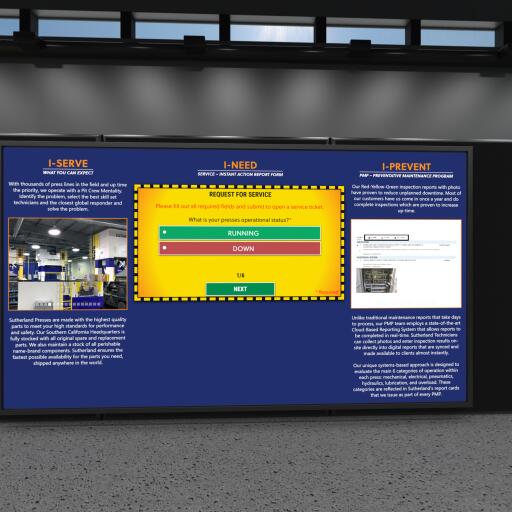 I-SERVE
WHAT YOU CAN EXPECT
With thousands of press lines in the field and up time
the priority, we operate with a Pit Crew Mentality.
Identify the problem, select the best skill set
technicians and the closest global responder and
solve the problem.
Sutherland Presses are made with the highest quality
parts to meet your high standards for performance
and safety. Our Southern California Headquarters is
fully stocked with all original spare and replacement
parts. We also maintain a stock of all perishable
name-brand components. Sutherland ensures the
fastest possible availability for the parts you need,
shipped anywhere in the world.
I-NEED
SERVICE – INSTANT ACTION REPORT FORM
REQUEST FOR SERVICE
Please fill out all required fields and submit to open a service ticket.
What is your presses operational status?*
RUNNING
DOWN
1/6
NEXT
* Required
I-PREVENT
PMP – PREVENTIVE MAINTENANCE PROGRAM
Our Red-Yellow-Green inspection reports with photo
have proven to reduce unplanned downtime. Most of
our customers have us come in once a year and do
complete inspections which are proven to increase
up-time.
Unlike traditional maintenance reports that take days
to process, our PMP team employs a state-of-the-art
Cloud-Based Reporting System that allows reports to
be completed in real-time. Sutherland Technicians
can collect photos and enter inspection results on-
site directly into digital reports that are synced and
made available to clients almost instantly.
Our unique systems-based approach is designed to
evaluate the main 6 categories of operation within
each press: mechanical, electrical, pneumatics,
hydraulics, lubrication, and overload. These
categories are reflected in Sutherland's report cards
that we issue as part of every PMP.